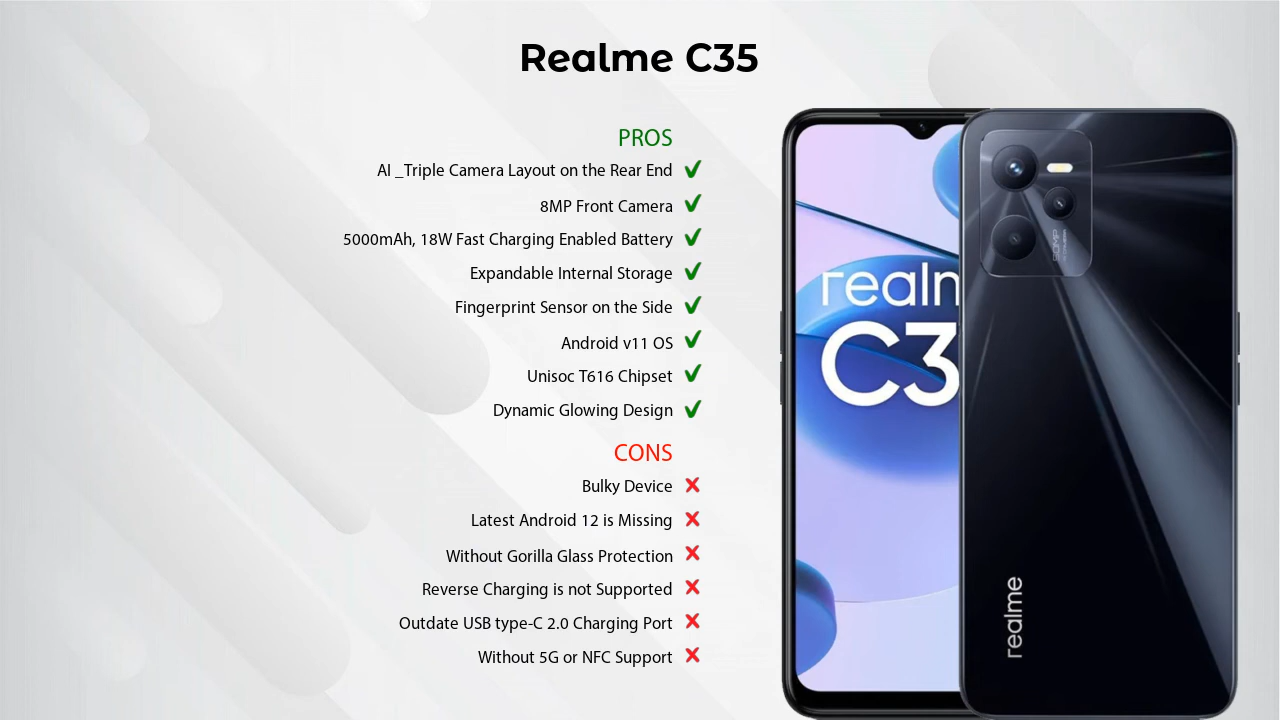 Realme C35
PROS
AI _Triple Camera Layout on the Rear End
8MP Front Camera
5000mAh, 18W Fast Charging Enabled Battery
Expandable Internal Storage
Fingerprint Sensor on the Side
Android v11 OS
Unisoc T616 Chipset
Dynamic Glowing Design
CONS
Bulky Device
Latest Android 12 is Missing
Without Gorilla Glass Protection
Reverse Charging is not Supported
Outdate USB type-C 2.0 Charging Port
Without 5G or NFC Support
realm
C3
50MP
realme